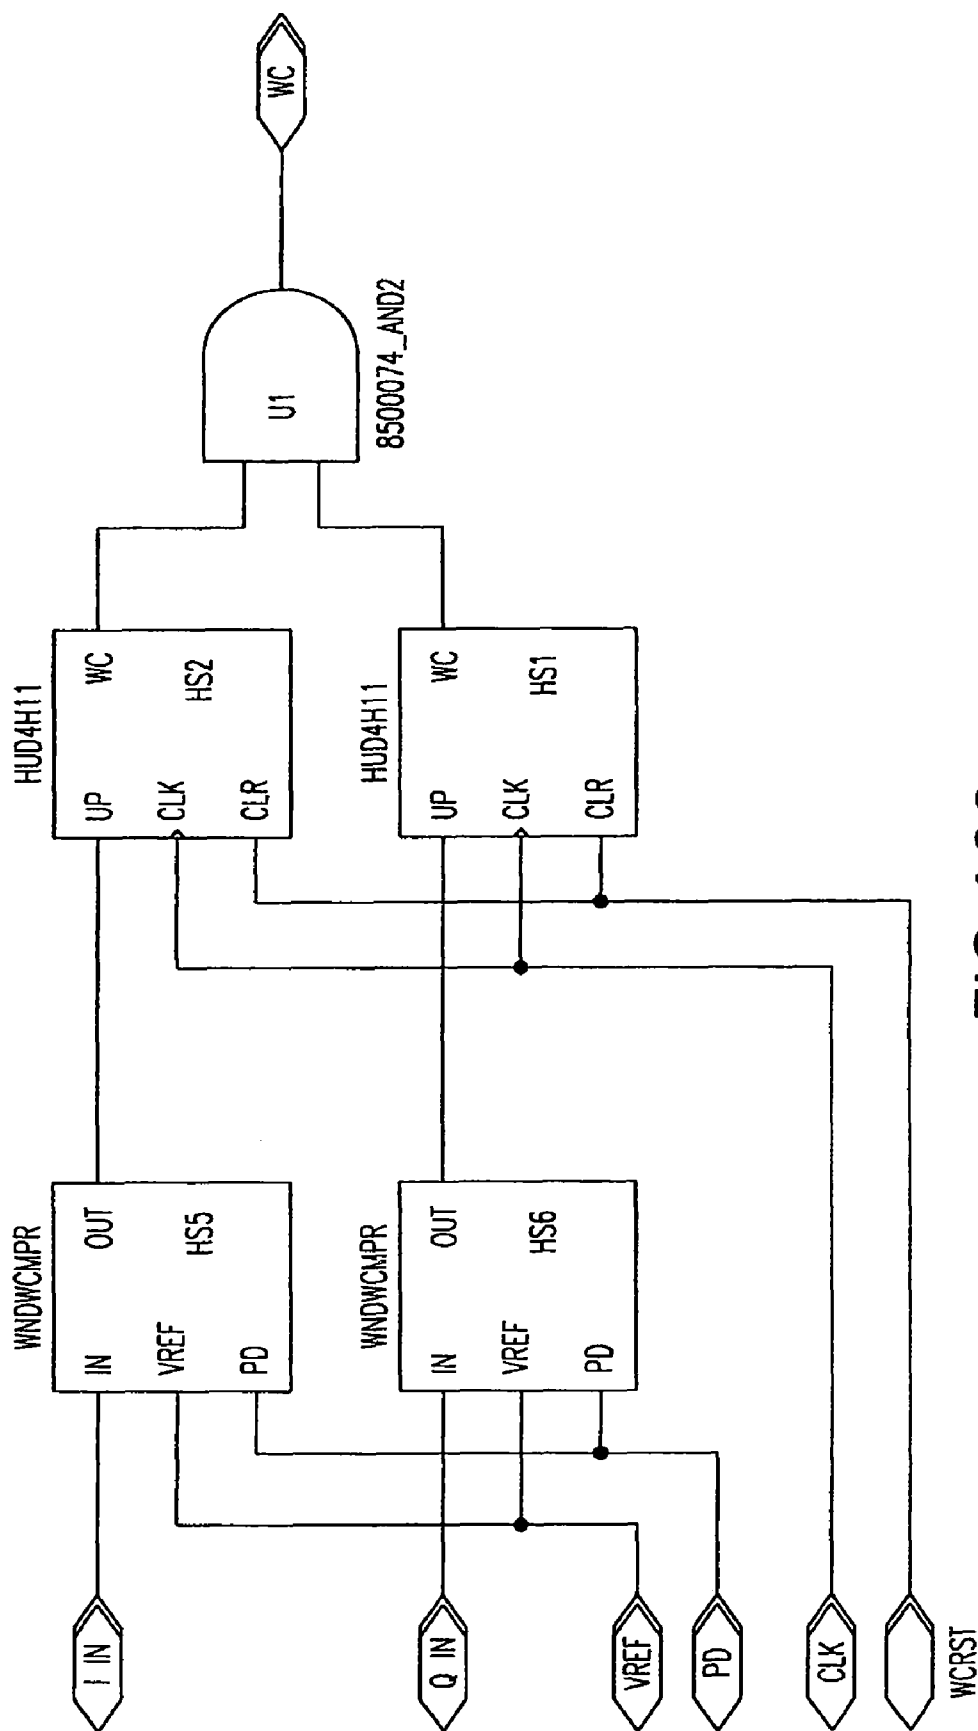 I IN
WNDWCMPR
IN OUT
VREF
PD HS5
HUD4H11
UP WC
CLK
CLR HS2
U1
8500074_AND2
WC
Q IN
WNDWCMPR
IN OUT
VREF
PD HS6
HUD4H11
UP WC
CLK
CLR HS1
VREF
PD
CLK
WCRST